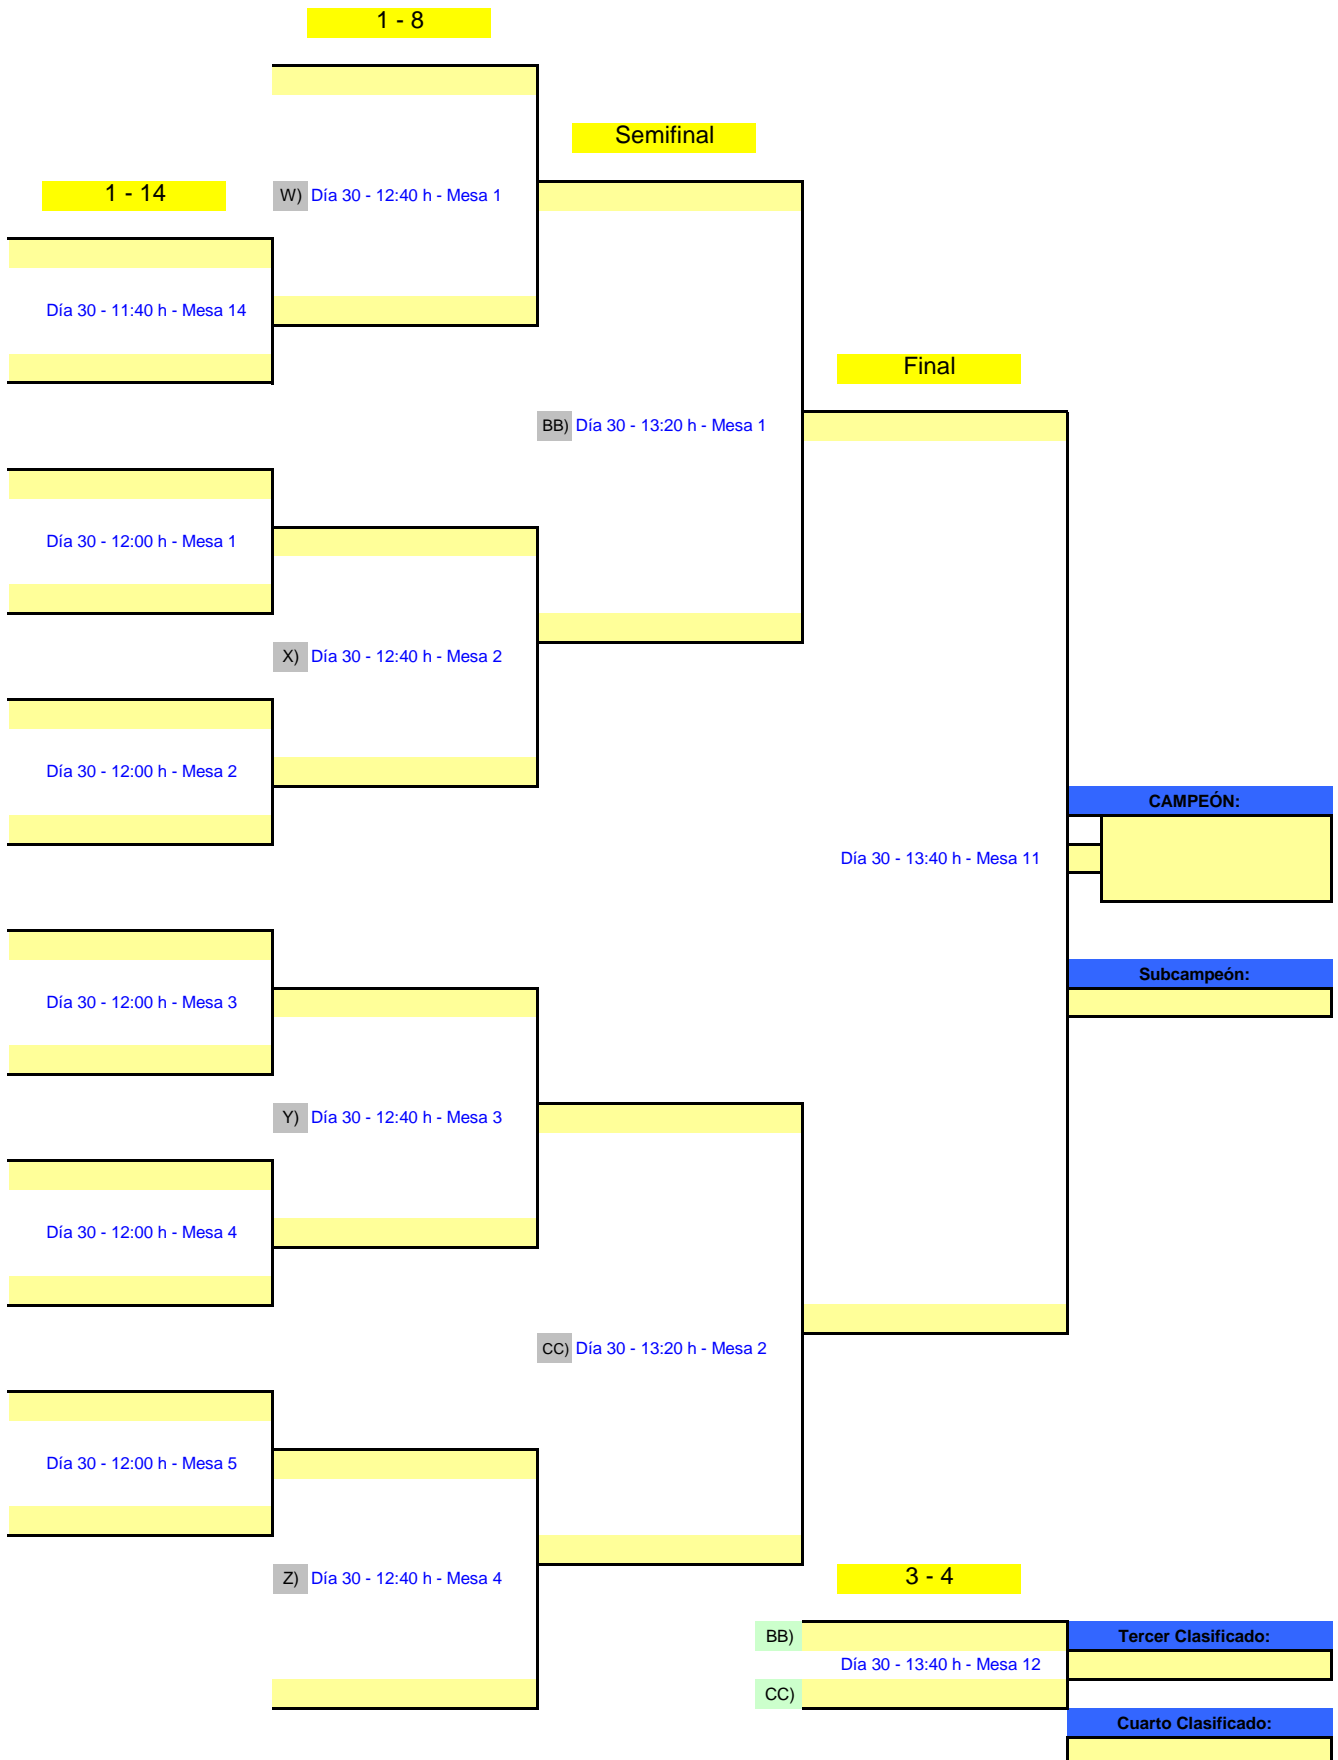 1 - 8
Semifinal
1 - 14
W) Día 30 - 12:40 h - Mesa 1
Día 30 - 11:40 h - Mesa 14
Final
BB) Día 30 - 13:20 h - Mesa 1
Día 30 - 12:00 h - Mesa 1
X) Día 30 - 12:40 h - Mesa 2
Día 30 - 12:00 h - Mesa 2
CAMPEÓN:
Día 30 - 13:40 h - Mesa 11
Subcampeón:
Día 30 - 12:00 h - Mesa 3
Y) Día 30 - 12:40 h - Mesa 3
Día 30 - 12:00 h - Mesa 4
CC) Día 30 - 13:20 h - Mesa 2
Día 30 - 12:00 h - Mesa 5
Z) Día 30 - 12:40 h - Mesa 4
3 - 4
BB)
Tercer Clasificado:
Día 30 - 13:40 h - Mesa 12
CC)
Cuarto Clasificado: